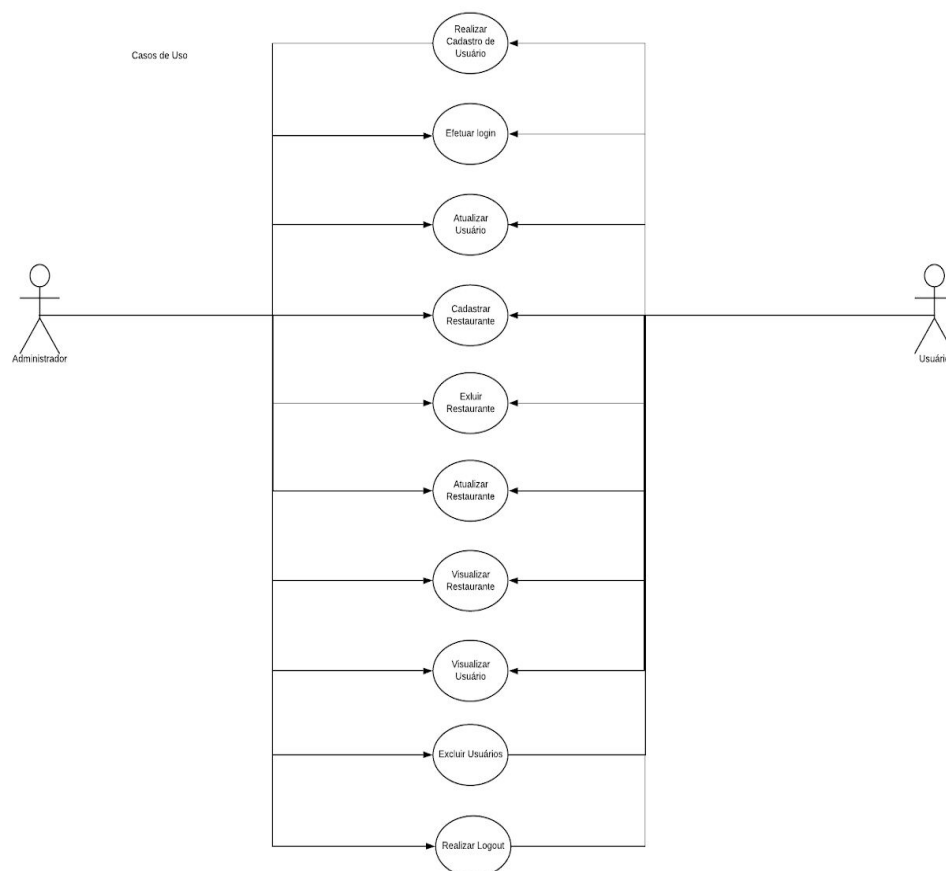 Realizar
Cadastro de
Usuário
Casos de Uso
Efetuar login
Atualizar
Usuário
Cadastrar
Restaurante
Administrador
Usuári
Exluir
Restaurante
Atualizar
Restaurante
Visualizar
Restaurante
Visualizar
Usuário
Excluir Usuários
Realizar Logout